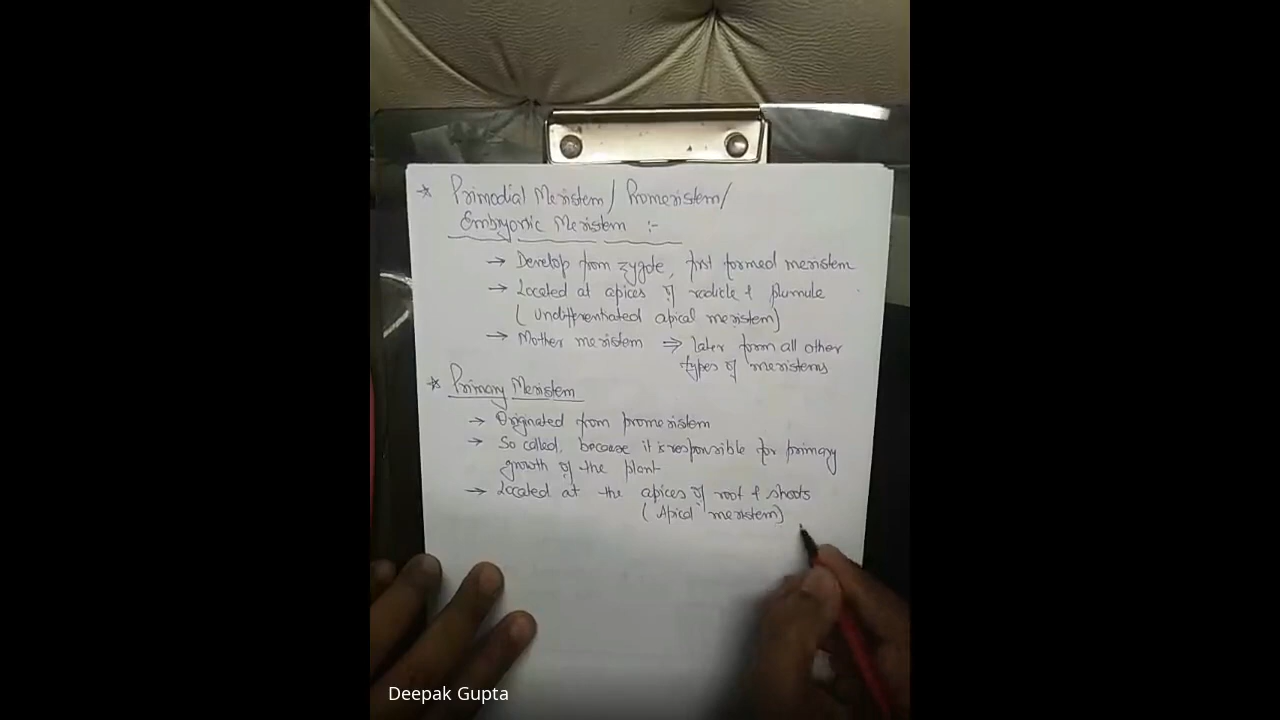 * Primodial Meristem / Promeristem /
Embryonic Meristem :-
→ Develop from zygote, first formed meristem
→ Located at apices of radicle & plumule
( undifferentiated apical meristem)
→ Mother meristem ⇒ later form all other
types of meristems
* Primary Meristem
→ Originated from promeristem
→ So called, because it is responsible for primary
growth of the plant
→ Located at the apices of root & shoots
( Apical meristem)
Deepak Gupta